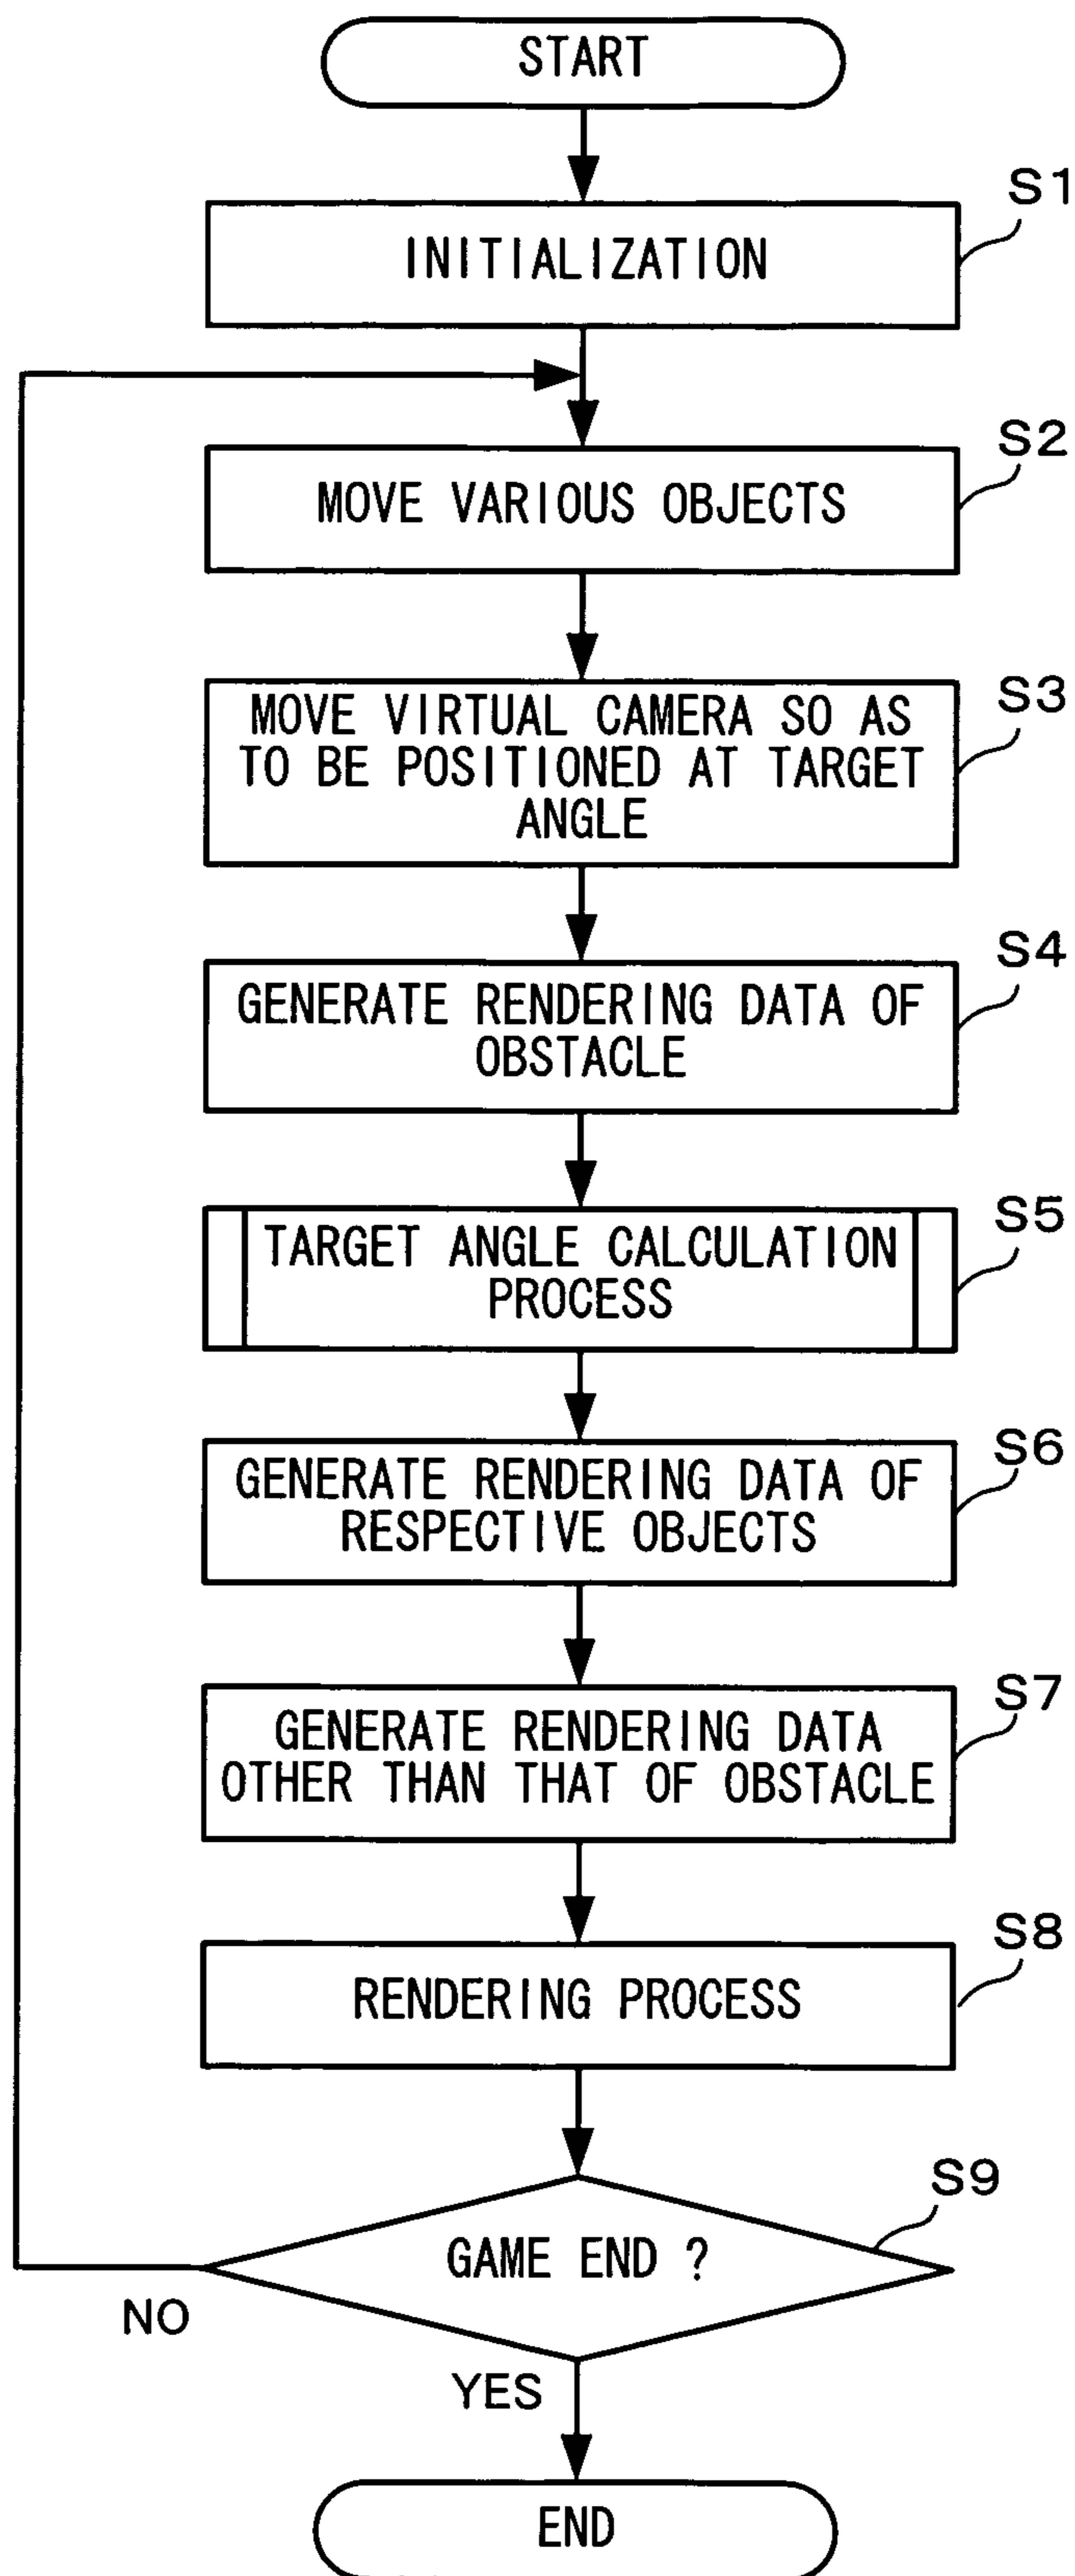 START
S1
INITIALIZATION
S2
MOVE VARIOUS OBJECTS
S3
MOVE VIRTUAL CAMERA SO AS
TO BE POSITIONED AT TARGET
ANGLE
S4
GENERATE RENDERING DATA OF
OBSTACLE
S5
TARGET ANGLE CALCULATION
PROCESS
S6
GENERATE RENDERING DATA OF
RESPECTIVE OBJECTS
S7
GENERATE RENDERING DATA
OTHER THAN THAT OF OBSTACLE
S8
RENDERING PROCESS
S9
GAME END ?
NO
YES
END